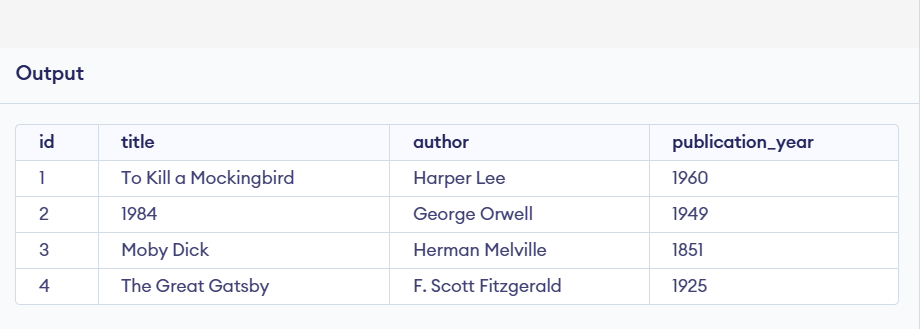 Output
id title author publication_year
1 To Kill a Mockingbird Harper Lee 1960
2 1984 George Orwell 1949
3 Moby Dick Herman Melville 1851
4 The Great Gatsby F. Scott Fitzgerald 1925